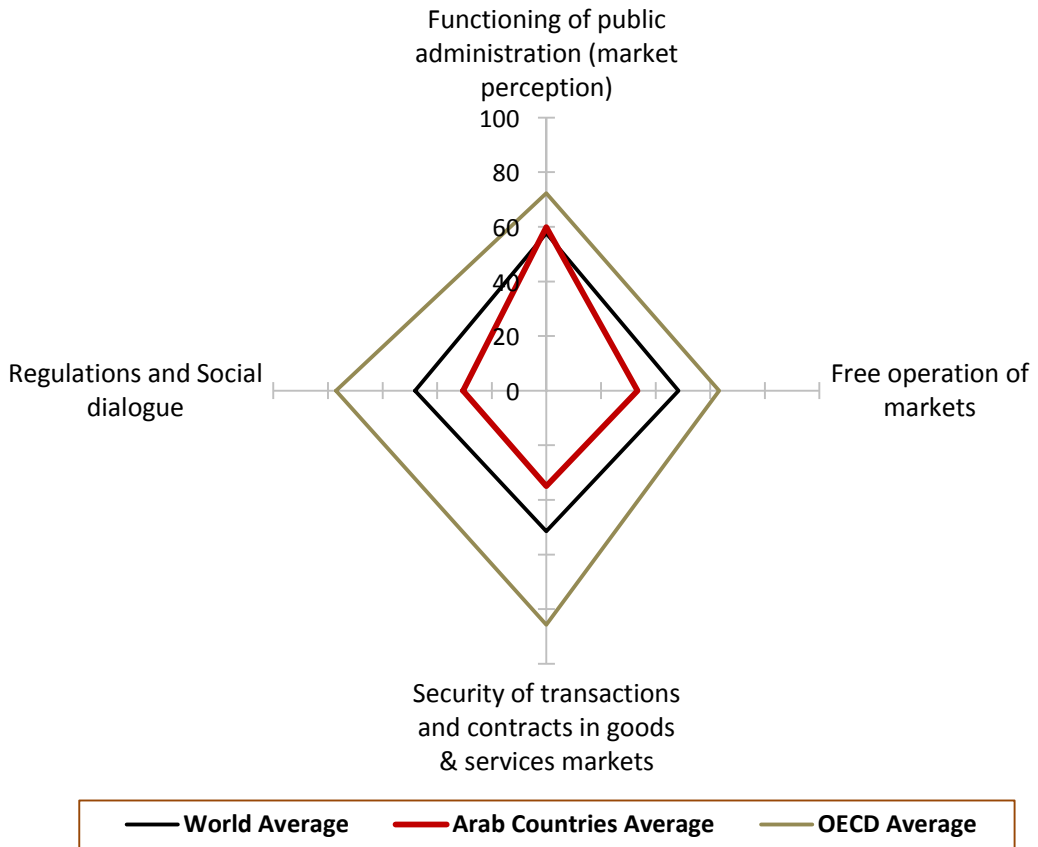 Functioning of public
administration (market
perception)
100
80
60
40
20
0
Regulations and Social
dialogue
Free operation of
markets
Security of transactions
and contracts in goods
& services markets
World Average Arab Countries Average OECD Average